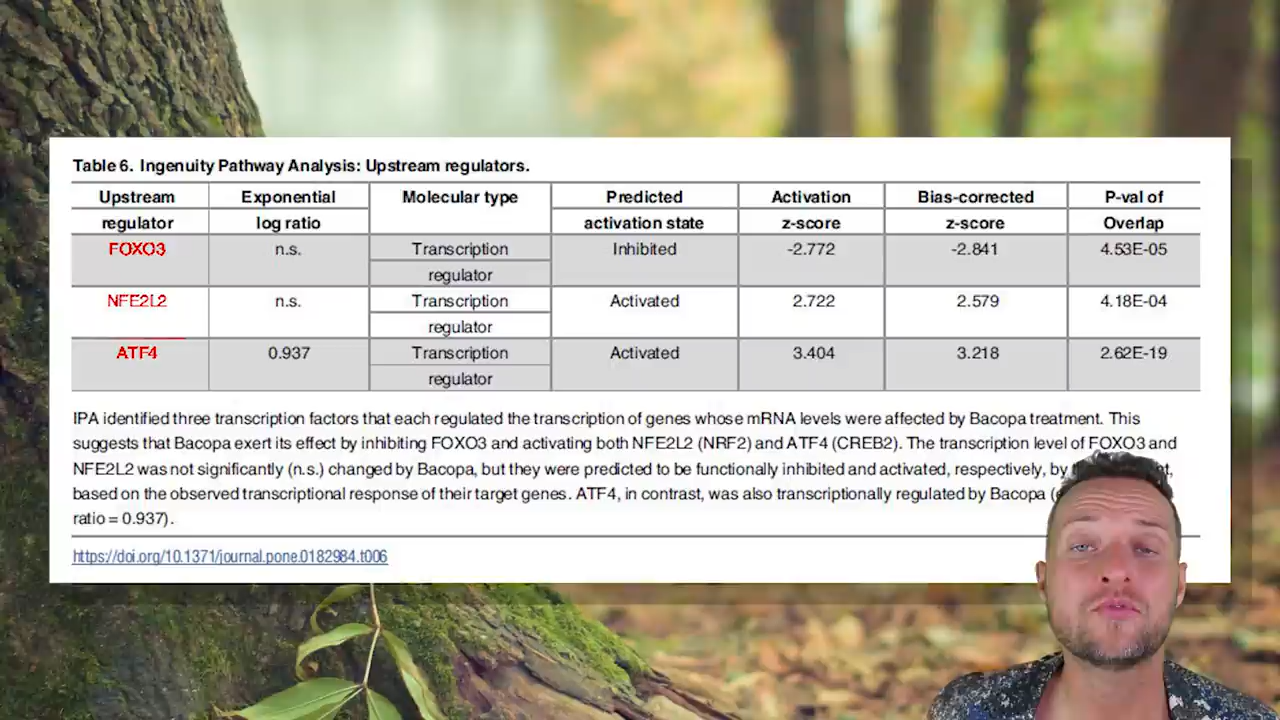 Table 6. Ingenuity Pathway Analysis: Upstream regulators.
Upstream Exponential Molecular type Predicted Activation Bias-corrected P-val of
regulator log ratio activation state z-score z-score Overlap
FOXO3 n.s. Transcription Inhibited -2.772 -2.841 4.53E-05
regulator
NFE2L2 n.s. Transcription Activated 2.722 2.579 4.18E-04
regulator
ATF4 0.937 Transcription Activated 3.404 3.218 2.62E-19
regulator
IPA identified three transcription factors that each regulated the transcription of genes whose mRNA levels were affected by Bacopa treatment. This
suggests that Bacopa exert its effect by inhibiting FOXO3 and activating both NFE2L2 (NRF2) and ATF4 (CREB2). The transcription level of FOXO3 and
NFE2L2 was not significantly (n.s.) changed by Bacopa, but they were predicted to be functionally inhibited and activated, respectively, by
based on the observed transcriptional response of their target genes. ATF4, in contrast, was also transcriptionally regulated by Bacopa
ratio = 0.937).
https://doi.org/10.1371/journal.pone.0182984.t006